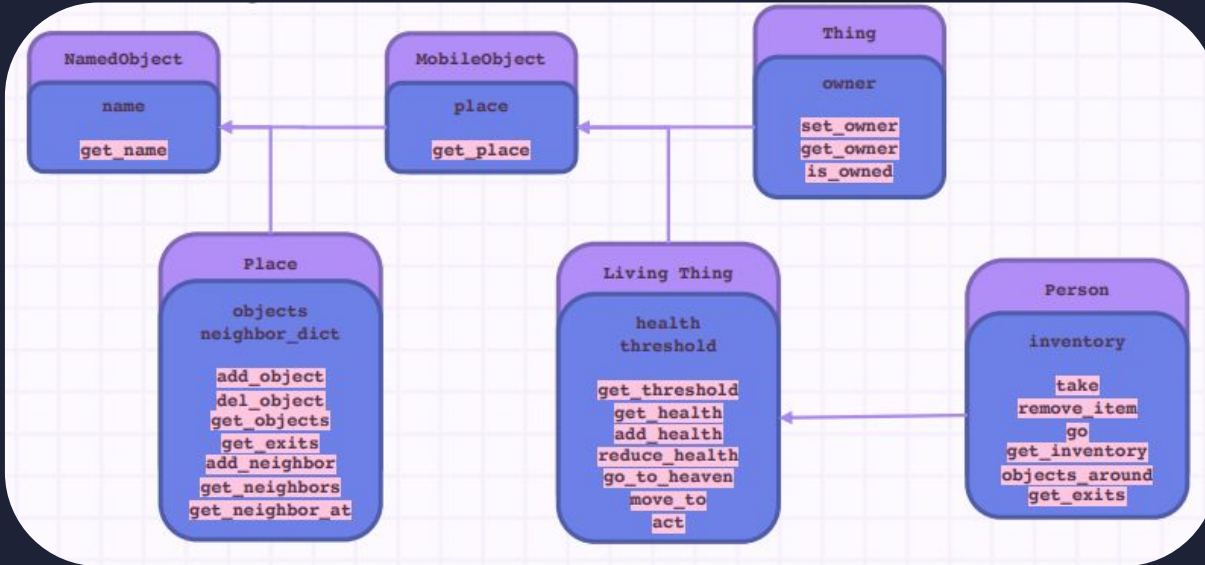 NamedObject
name
get_name
MobileObject
place
get_place
Thing
owner
set_owner
get_owner
is_owned
Place
objects
neighbor_dict
add_object
del_object
get_objects
get_exits
add_neighbor
get_neighbors
get_neighbor_at
Living Thing
health
threshold
get_threshold
get_health
add_health
reduce_health
go_to_heaven
move_to
act
Person
inventory
take
remove_item
go
get_inventory
objects_around
get_exits